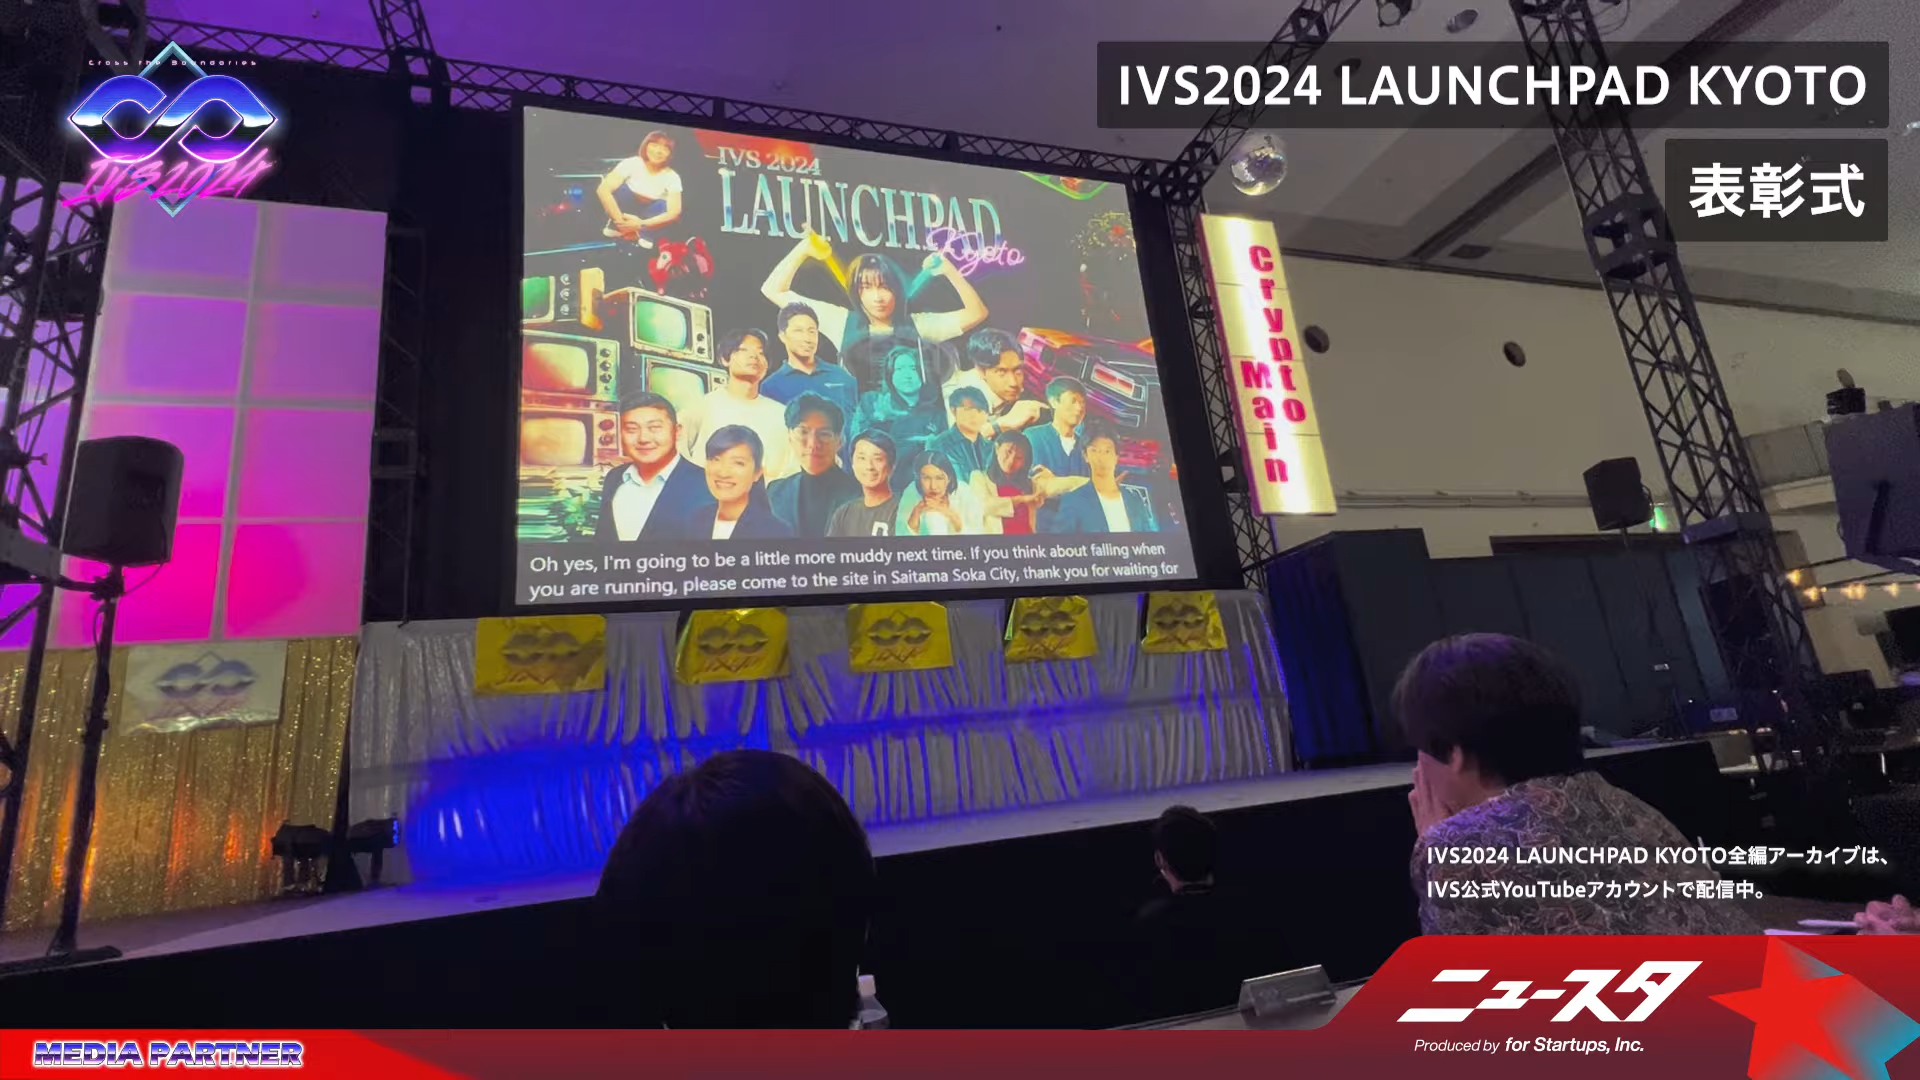 Cross the Boundaries
IVS2024
IVS2024 LAUNCHPAD KYOTO
表彰式
IVS 2024
LAUNCHPAD
Kyoto
Crypto
Main
Oh yes, I'm going to be a little more muddy next time. If you think about falling when
you are running, please come to the site in Saitama Soka City, thank you for waiting for
IVS2024 LAUNCHPAD KYOTO全編アーカイブは、
IVS公式YouTubeアカウントで配信中。
ニュースタ
Produced by for Startups, Inc.
MEDIA PARTNER